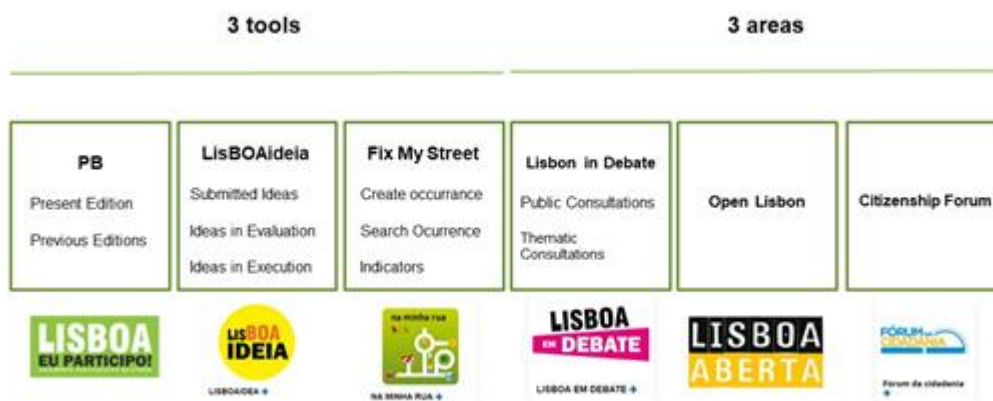 3 tools
3 areas
PB
Present Edition
Previous Editions
LisBOAideia
Submitted Ideas
Ideas in Evaluation
Ideas in Execution
Fix My Street
Create occurrance
Search Ocurrence
Indicators
Lisbon in Debate
Public Consultations
Thematic
Consultations
Open Lisbon
Citizenship Forum
LISBOA
EU PARTICIPO!
LISBOA
IDEIA
LISBOAIDEA
na minha rua
NA MINHA RUA
LISBOA
EM DEBATE
LISBOA EM DEBATE
LISBOA
ABERTA
FÓRUM DA
CIDADANIA
Fórum da cidadania